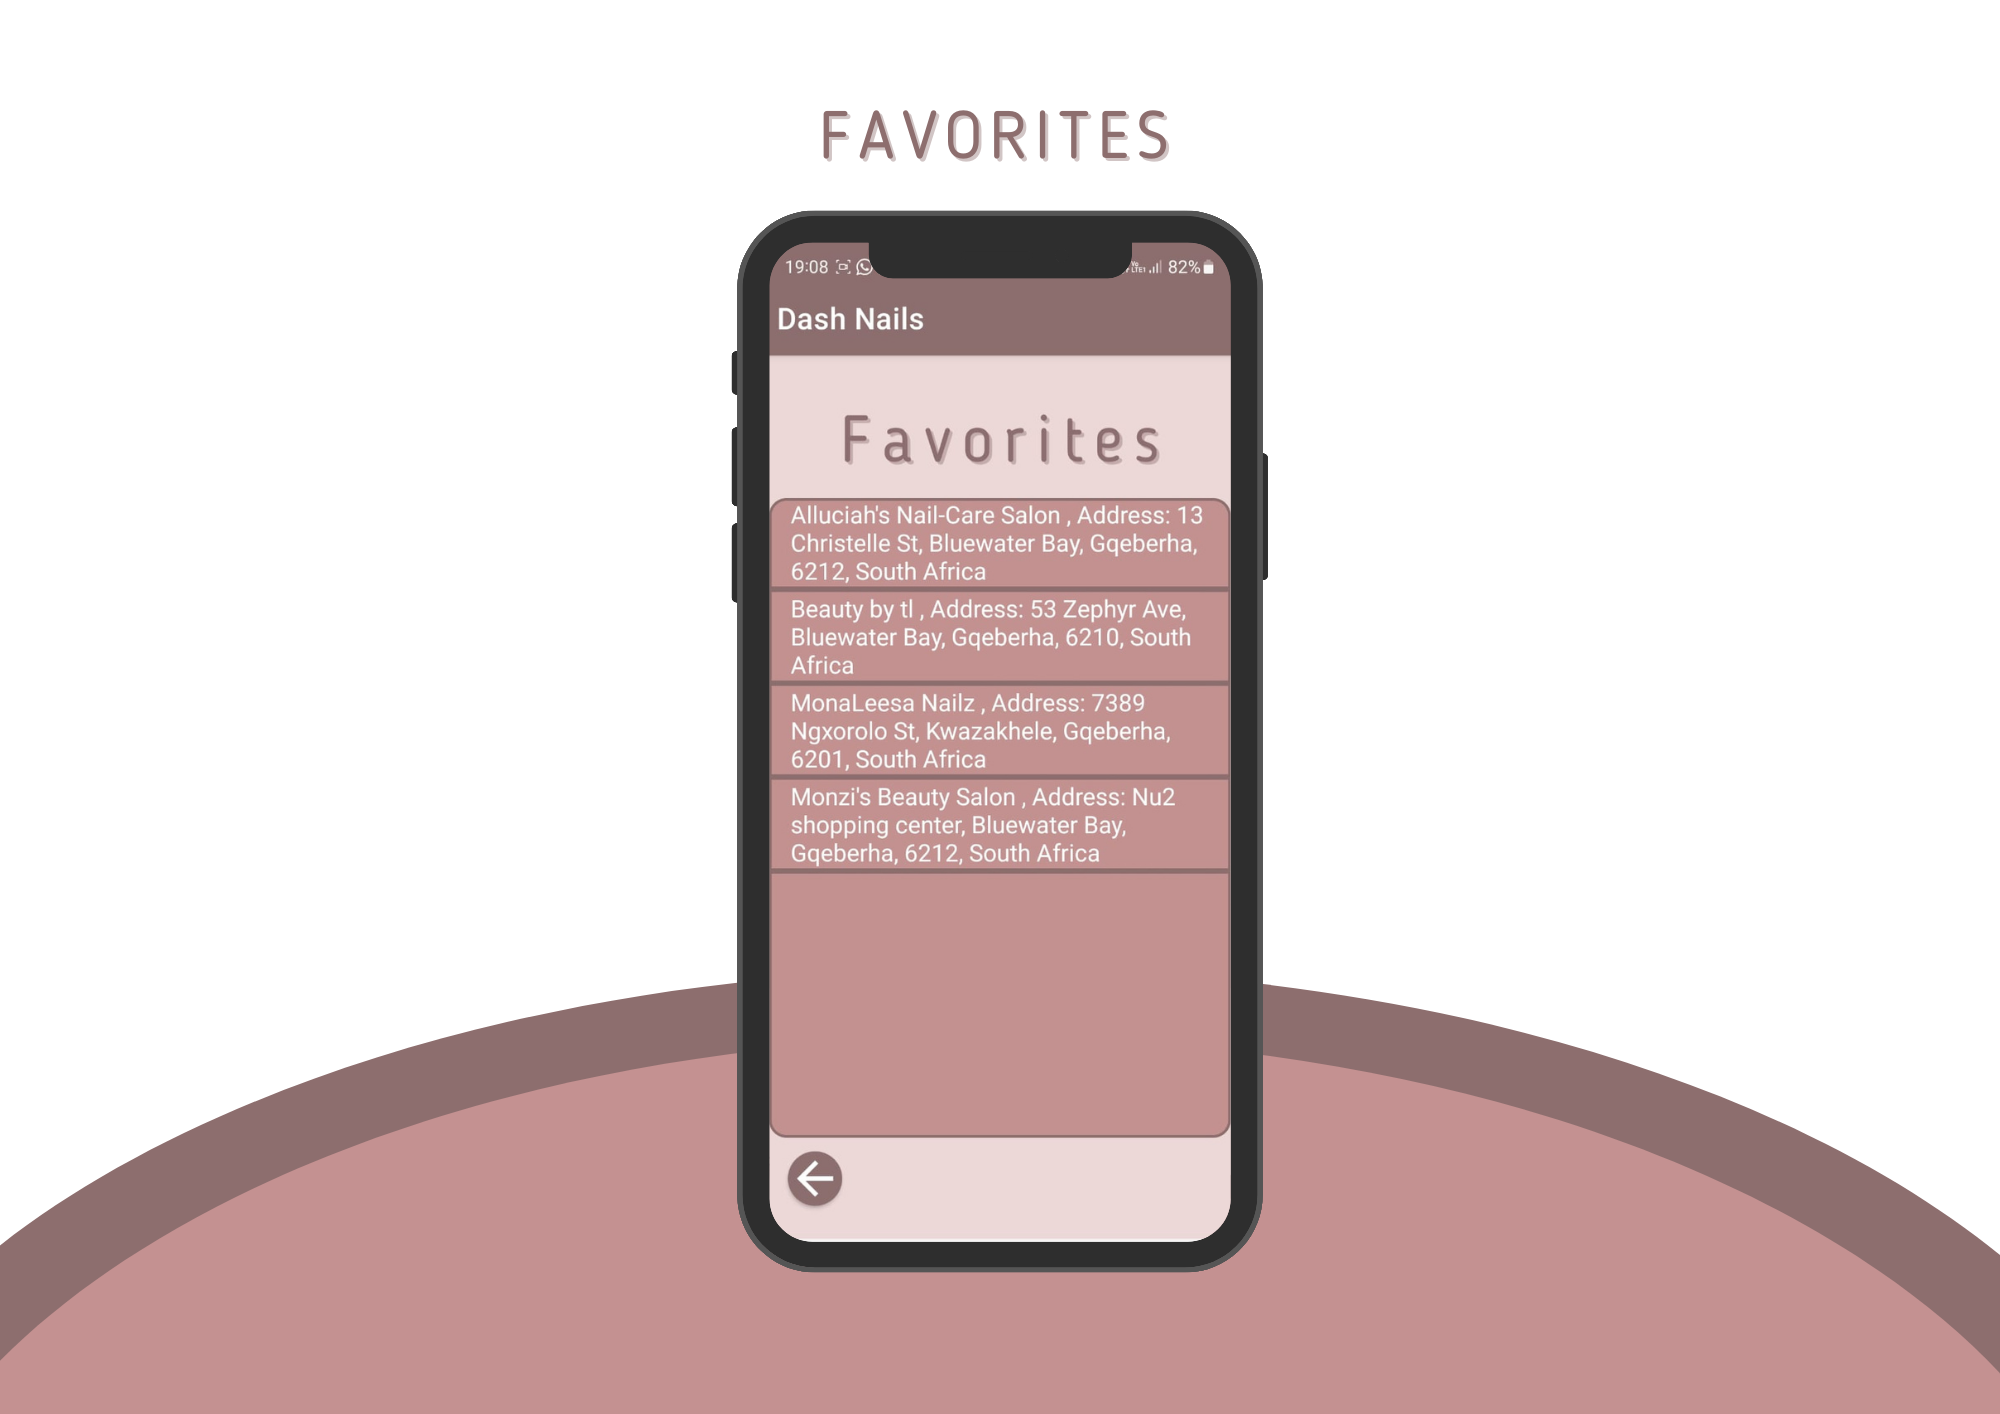 FAVORITES
19:08
82%
Dash Nails
Favorites
Alluciah's Nail-Care Salon , Address: 13
Christelle St, Bluewater Bay, Gqeberha,
6212, South Africa
Beauty by tl , Address: 53 Zephyr Ave,
Bluewater Bay, Gqeberha, 6210, South
Africa
MonaLeesa Nailz , Address: 7389
Ngxorolo St, Kwazakhele, Gqeberha,
6201, South Africa
Monzi's Beauty Salon , Address: Nu2
shopping center, Bluewater Bay,
Gqeberha, 6212, South Africa